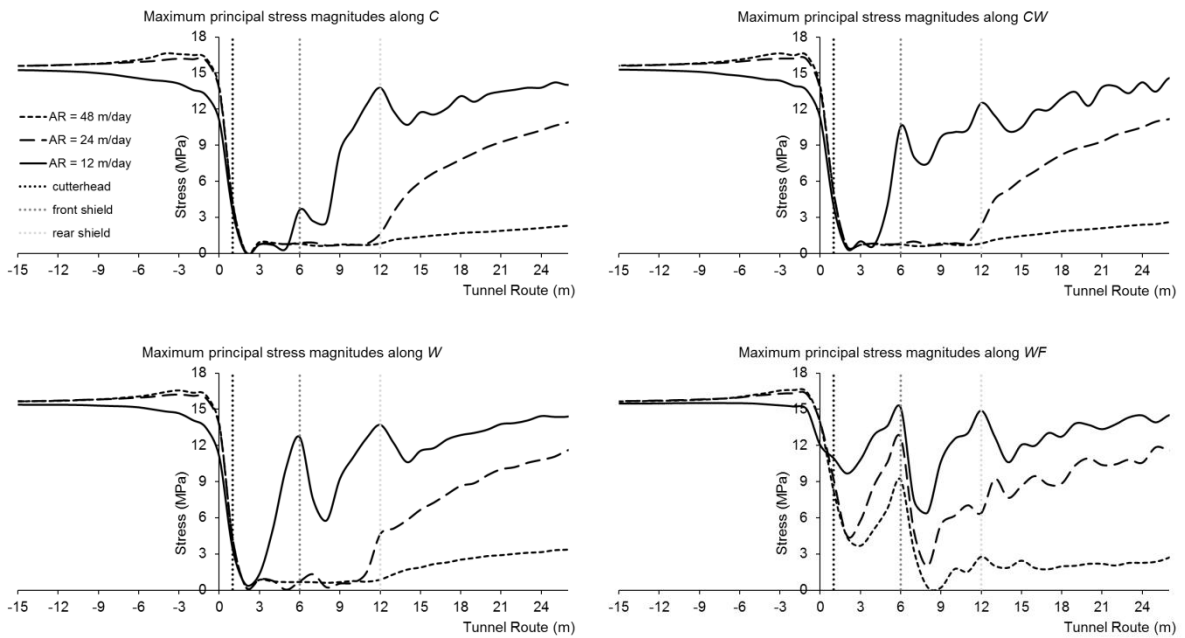 Maximum principal stress magnitudes along C
18
15
12
9
6
3
0
Stress (MPa)
AR = 48 m/day
AR = 24 m/day
AR = 12 m/day
cutterhead
front shield
rear shield
-15 -12 -9 -6 -3 0 3 6 9 12 15 18 21 24
Tunnel Route (m)
Maximum principal stress magnitudes along CW
18
15
12
9
6
3
0
Stress (MPa)
-15 -12 -9 -6 -3 0 3 6 9 12 15 18 21 24
Tunnel Route (m)
Maximum principal stress magnitudes along W
18
15
12
9
6
3
0
Stress (MPa)
-15 -12 -9 -6 -3 0 3 6 9 12 15 18 21 24
Tunnel Route (m)
Maximum principal stress magnitudes along WF
18
15
12
9
6
3
0
Stress (MPa)
-15 -12 -9 -6 -3 0 3 6 9 12 15 18 21 24
Tunnel Route (m)